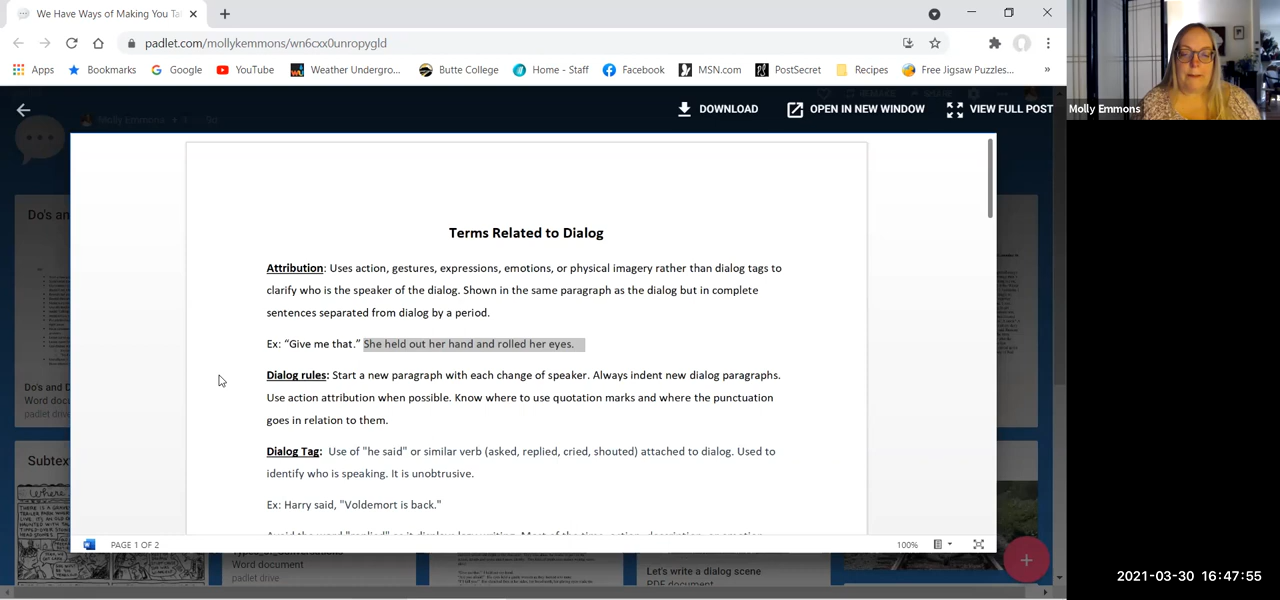 We Have Ways of Making You Ta
padlet.com/mollykemmons/wn6cxx0unropygld
Apps Bookmarks Google YouTube Weather Undergro... Butte College Home - Staff Facebook MSN.com PostSecret Recipes Free Jigsaw Puzzles... »
Molly Emmons
DOWNLOAD OPEN IN NEW WINDOW VIEW FULL POST
Molly Emmons
Do's an
Terms Related to Dialog
Attribution: Uses action, gestures, expressions, emotions, or physical imagery rather than dialog tags to
clarify who is the speaker of the dialog. Shown in the same paragraph as the dialog but in complete
sentences separated from dialog by a period.
Ex: “Give me that.” She held out her hand and rolled her eyes.
Dialog rules: Start a new paragraph with each change of speaker. Always indent new dialog paragraphs.
Use action attribution when possible. Know where to use quotation marks and where the punctuation
goes in relation to them.
Do's and D
Word docu
padlet drive
Dialog Tag: Use of "he said" or similar verb (asked, replied, cried, shouted) attached to dialog. Used to
identify who is speaking. It is unobtrusive.
Ex: Harry said, "Voldemort is back."
Subtex
PAGE 1 OF 2 100%
Word document
padlet drive
Let's write a dialog scene
PDF document
2021-03-30 16:47:55